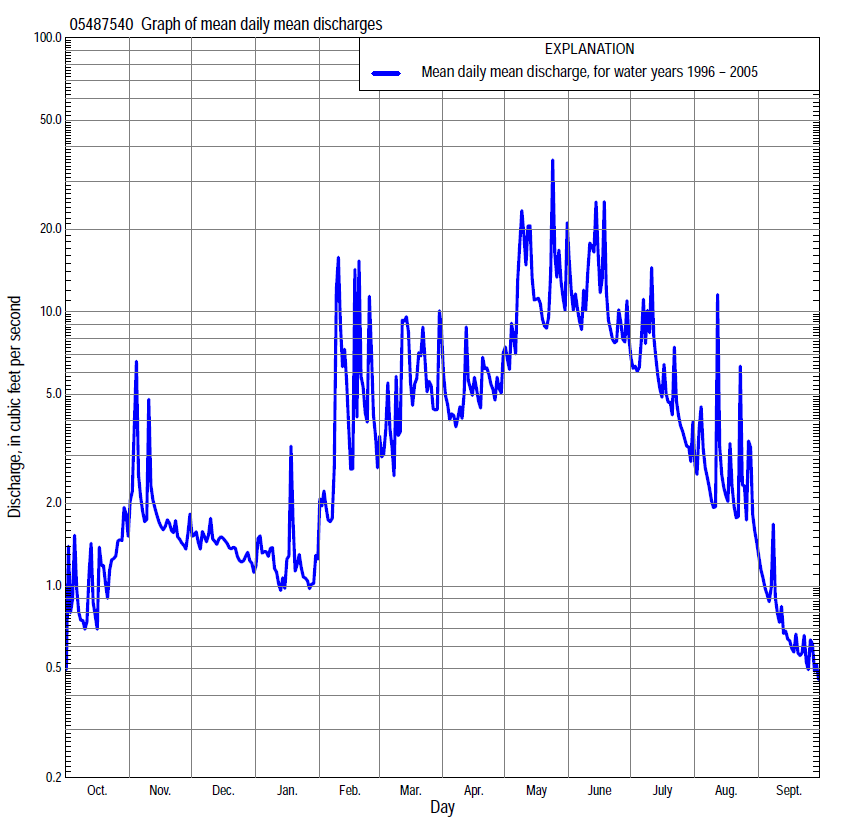 05487540 Graph of mean daily mean discharges
EXPLANATION
Mean daily mean discharge, for water years 1996 – 2005
100.0
50.0
20.0
10.0
5.0
2.0
1.0
0.5
0.2
Discharge, in cubic feet per second
Oct. Nov. Dec. Jan. Feb. Mar. Apr. May June July Aug. Sept.
Day